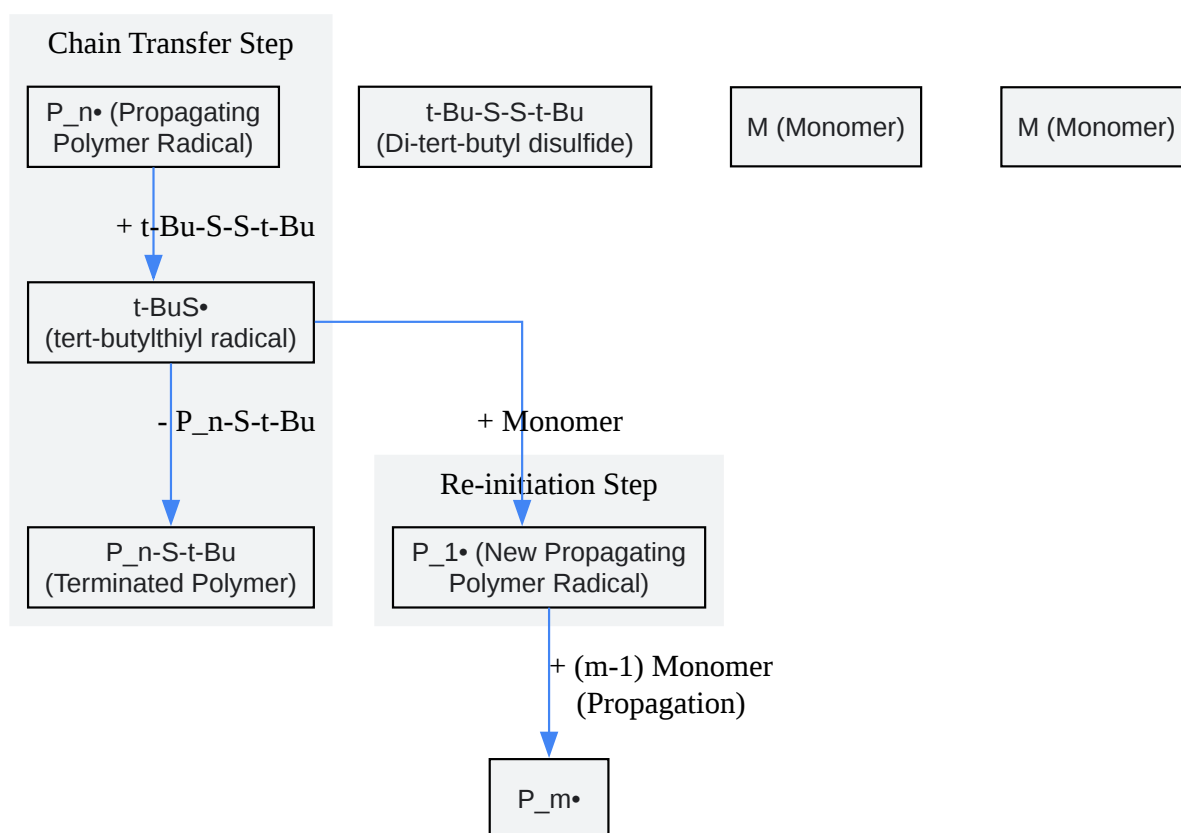 Chain Transfer Step
P_n• (Propagating
Polymer Radical)
t-Bu-S-S-t-Bu
(Di-tert-butyl disulfide)
M (Monomer)
M (Monomer)
+ t-Bu-S-S-t-Bu
t-BuS•
(tert-butylthiyl radical)
- P_n-S-t-Bu
+ Monomer
Re-initiation Step
P_n-S-t-Bu
(Terminated Polymer)
P_1• (New Propagating
Polymer Radical)
+ (m-1) Monomer
(Propagation)
P_m•